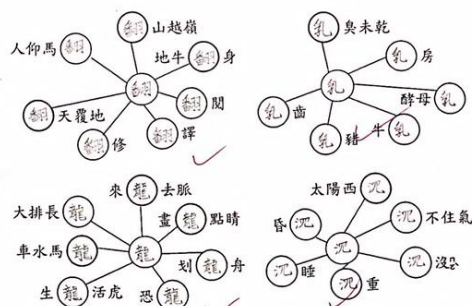 翻山越嶺
人仰馬翻
地牛翻身
翻
翻閱
翻天覆地
翻修
翻譯
乳臭未乾
乳房
乳
酵母乳
乳齒
乳豬
牛乳
來龍去脈
大排長龍
畫龍點睛
車水馬龍
龍
划龍舟
生龍活虎
恐龍
太陽西沉
昏沉
沉不住氣
沉
沉睡
沉重
沉沒